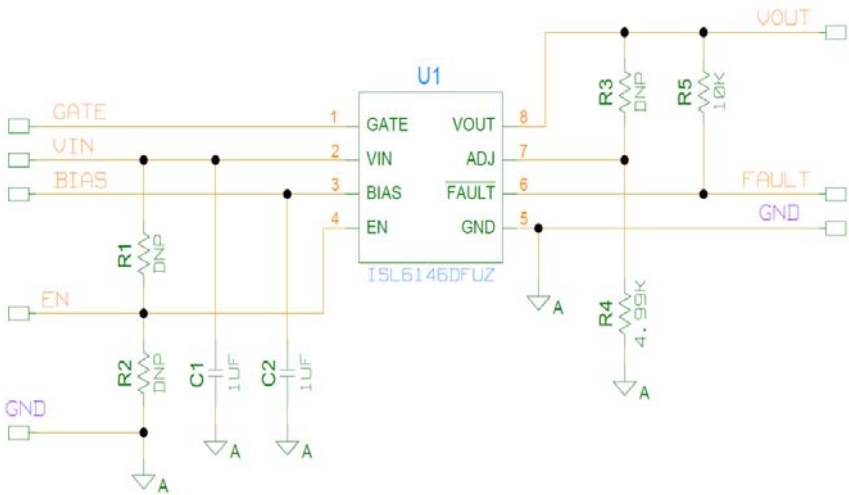 VOUT
U1
R3
DNP
R5
10K
GATE
1
GATE
VOUT
8
VIN
2
VIN
ADJ
7
BIAS
3
BIAS
FAULT
6
FAULT
4
EN
GND
5
GND
ISL6146DFUZ
R1
DNP
EN
A
R4
4.99K
R2
DNP
C1
1UF
C2
1UF
A
GND
A
A
A